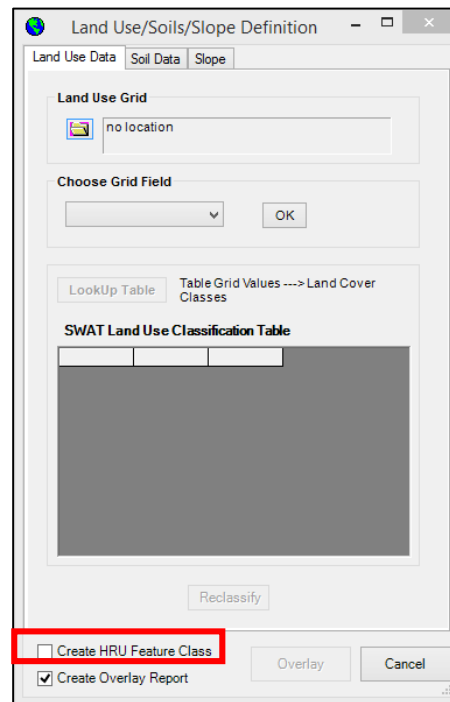 Land Use/Soils/Slope Definition
Land Use Data Soil Data Slope
Land Use Grid
no location
Choose Grid Field
OK
LookUp Table
Table Grid Values ---> Land Cover
Classes
SWAT Land Use Classification Table
Reclassify
Create HRU Feature Class
Create Overlay Report
Overlay
Cancel